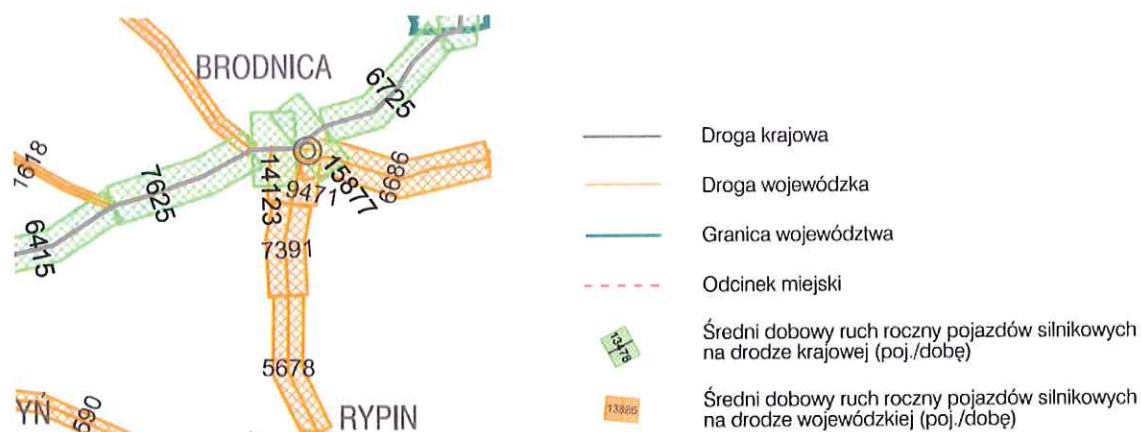 BRODNICA
6725
7618
7625
14123
9471
15877
6686
6415
7391
5678
YŃ
590
RYPIN
Droga krajowa
Droga wojewódzka
Granica województwa
Odcinek miejski
13478
Średni dobowy ruch roczny pojazdów silnikowych
na drodze krajowej (poj./dobę)
Średni dobowy ruch roczny pojazdów silnikowych
na drodze wojewódzkiej (poj./dobę)